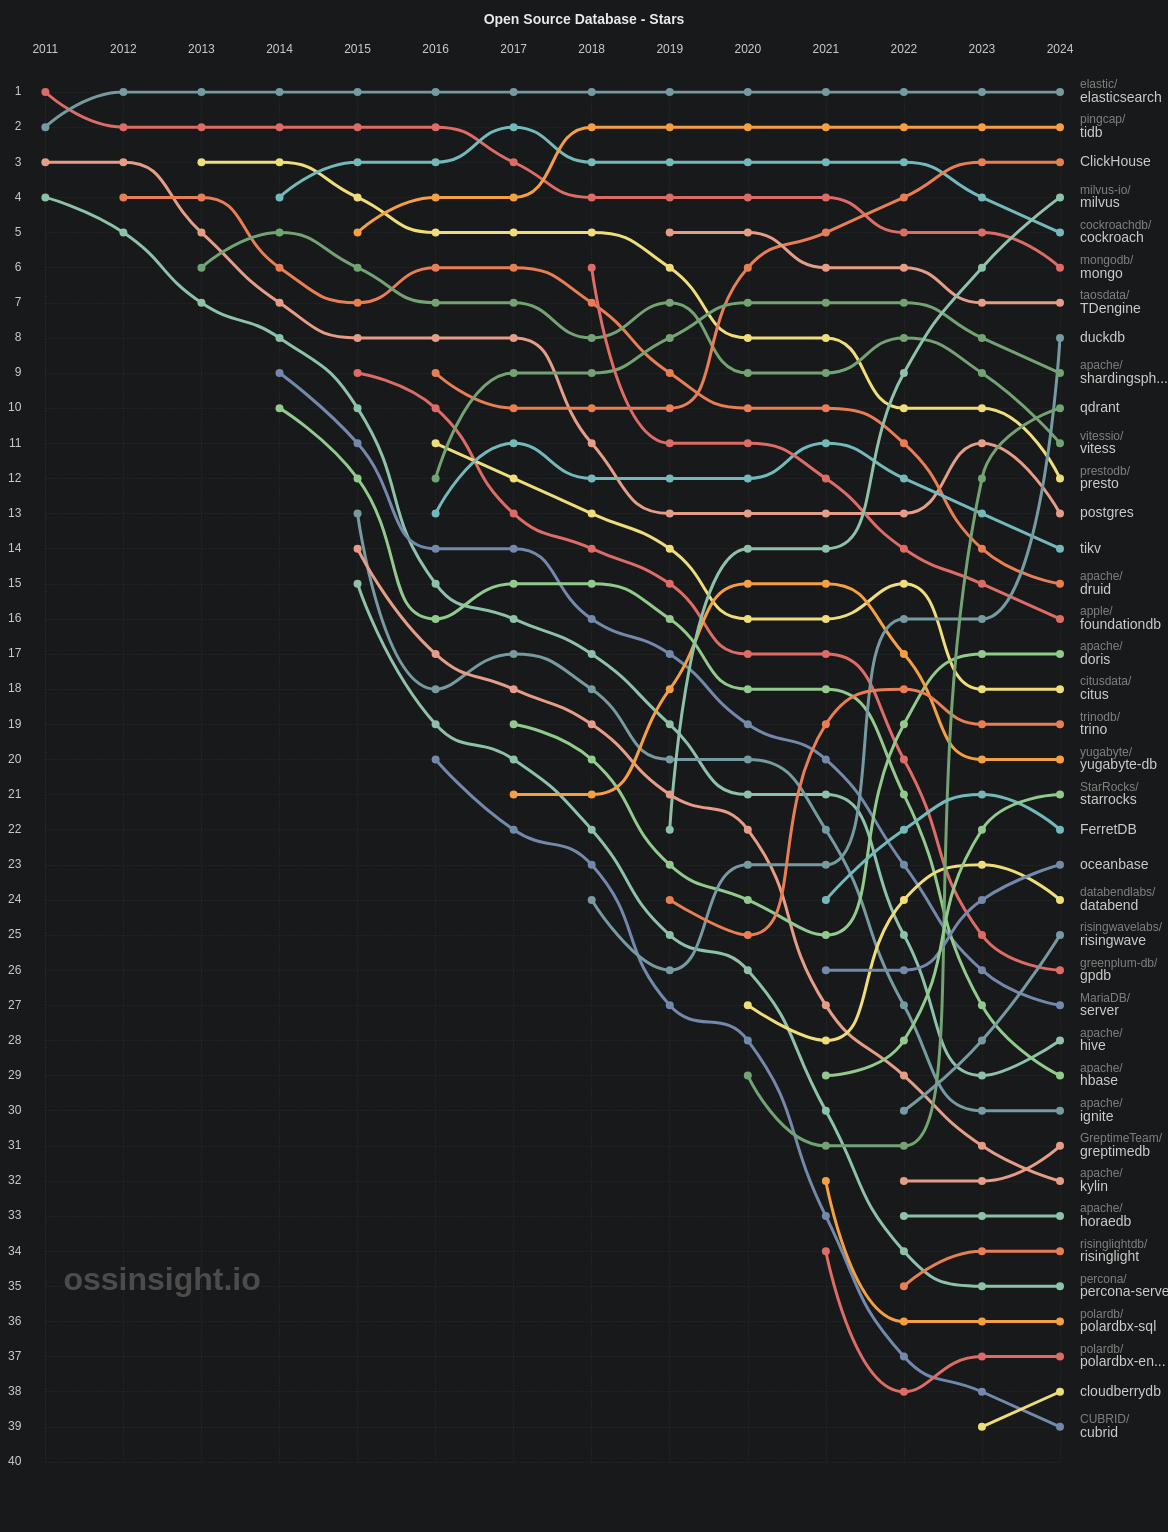 Open Source Database - Stars
2011 2012 2013 2014 2015 2016 2017 2018 2019 2020 2021 2022 2023 2024
1
2
3
4
5
6
7
8
9
10
11
12
13
14
15
16
17
18
19
20
21
22
23
24
25
26
27
28
29
30
31
32
33
34
35
36
37
38
39
40
elastic/
elasticsearch
pingcap/
tidb
ClickHouse
milvus-io/
milvus
cockroachdb/
cockroach
mongodb/
mongo
taosdata/
TDengine
duckdb
apache/
shardingsph...
qdrant
vitessio/
vitess
prestodb/
presto
postgres
tikv
apache/
druid
apple/
foundationdb
apache/
doris
citusdata/
citus
trinodb/
trino
yugabyte/
yugabyte-db
StarRocks/
starrocks
FerretDB
oceanbase
databendlabs/
databend
risingwavelabs/
risingwave
greenplum-db/
gpdb
MariaDB/
server
apache/
hive
apache/
hbase
apache/
ignite
GreptimeTeam/
greptimedb
apache/
kylin
apache/
horaedb
risinglightdb/
risinglight
percona/
percona-serve
polardb/
polardbx-sql
polardb/
polardbx-en...
cloudberrydb
CUBRID/
cubrid
ossinsight.io